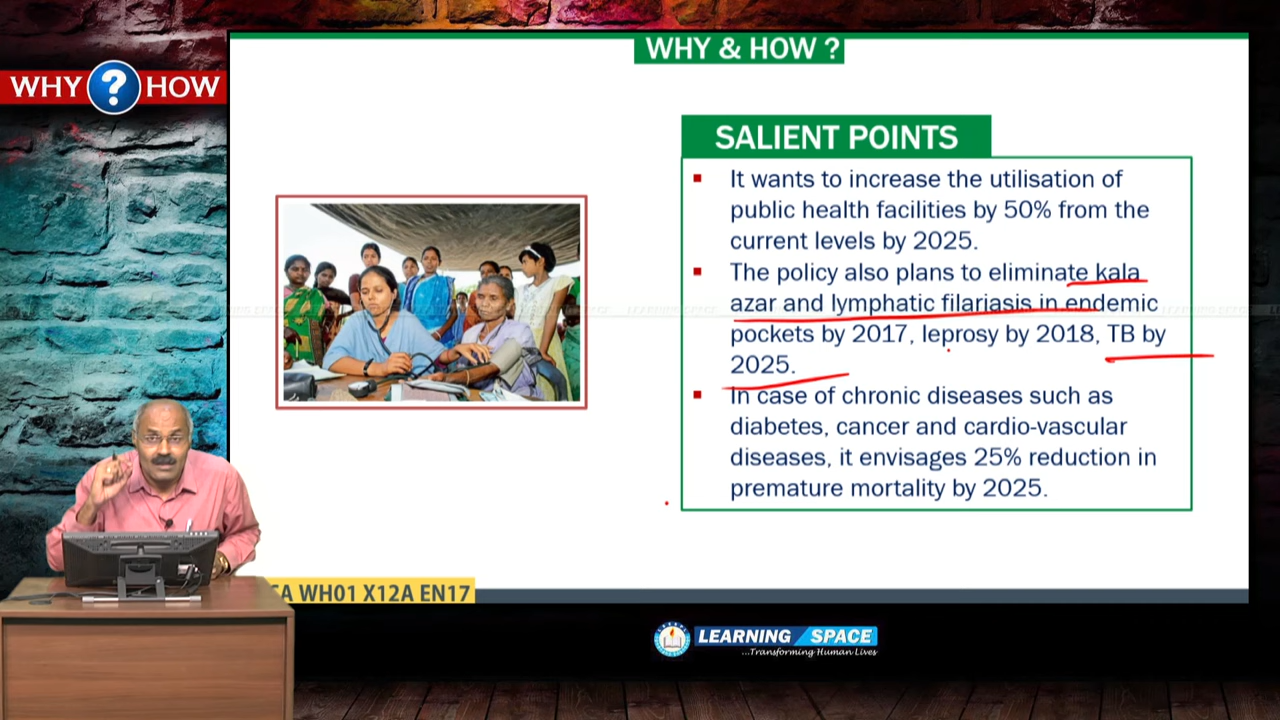 WHY & HOW ?
WHY ? HOW
SALIENT POINTS
It wants to increase the utilisation of
public health facilities by 50% from the
current levels by 2025.
The policy also plans to eliminate kala
azar and lymphatic filariasis in endemic
pockets by 2017, leprosy by 2018, TB by
2025.
In case of chronic diseases such as
diabetes, cancer and cardio-vascular
diseases, it envisages 25% reduction in
premature mortality by 2025.
WH01 X12A EN17
LEARNING SPACE
...Transforming Human Lives